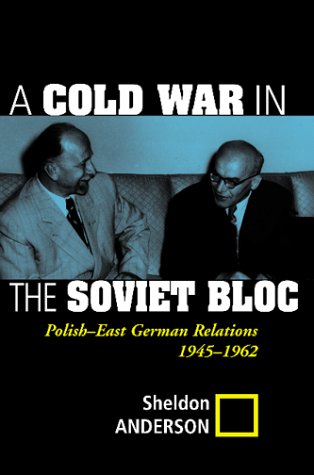 A COLD WAR IN
THE SOVIET BLOC
Polish–East German Relations
1945–1962
Sheldon
ANDERSON